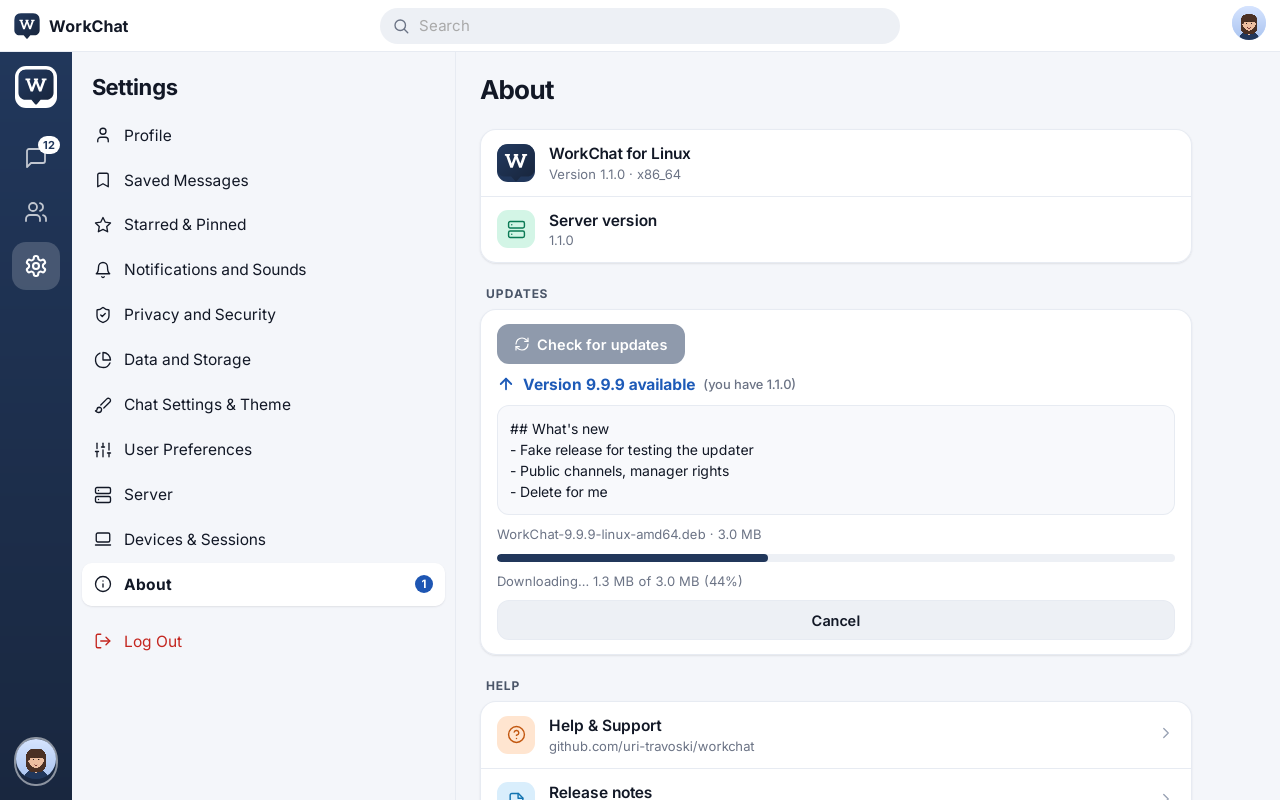 W WorkChat
Search
W
12
Settings
Profile
Saved Messages
Starred & Pinned
Notifications and Sounds
Privacy and Security
Data and Storage
Chat Settings & Theme
User Preferences
Server
Devices & Sessions
About 1
Log Out
About
W
WorkChat for Linux
Version 1.1.0 · x86_64
Server version
1.1.0
UPDATES
Check for updates
Version 9.9.9 available (you have 1.1.0)
## What's new
- Fake release for testing the updater
- Public channels, manager rights
- Delete for me
WorkChat-9.9.9-linux-amd64.deb · 3.0 MB
Downloading... 1.3 MB of 3.0 MB (44%)
Cancel
HELP
Help & Support
github.com/uri-travoski/workchat
Release notes